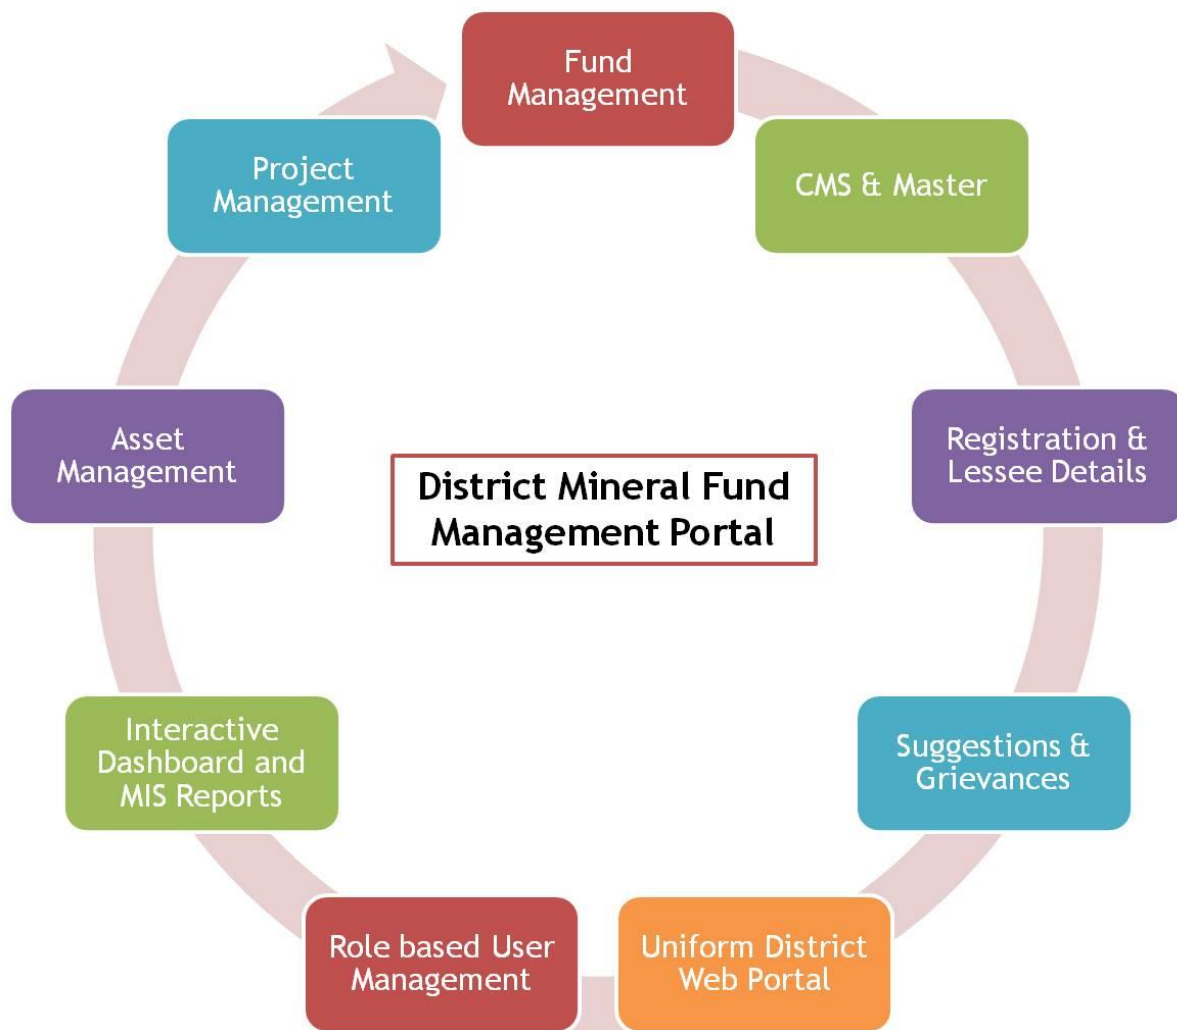 Fund
Management
CMS & Master
Registration &
Lessee Details
Suggestions &
Grievances
Uniform District
Web Portal
Role based User
Management
Interactive
Dashboard and
MIS Reports
Asset
Management
Project
Management
District Mineral Fund
Management Portal